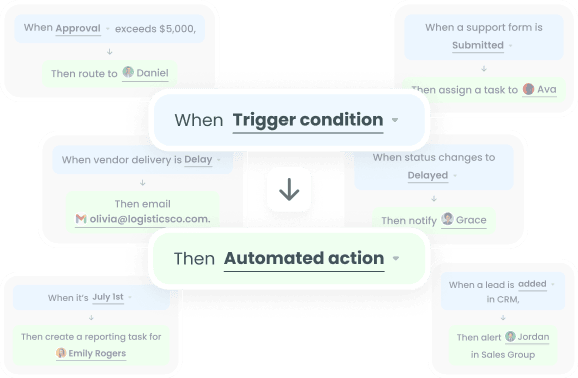 When Approval exceeds $5,000,
Then route to Daniel
When a support form is
Submitted
Then assign a task to Ava
When Trigger condition
When vendor delivery is Delay
Then email
olivia@logisticsco.com.
When status changes to
Delayed
Then notify Grace
Then Automated action
When it's July 1st
Then create a reporting task for
Emily Rogers
When a lead is added
in CRM,
Then alert Jordan
in Sales Group